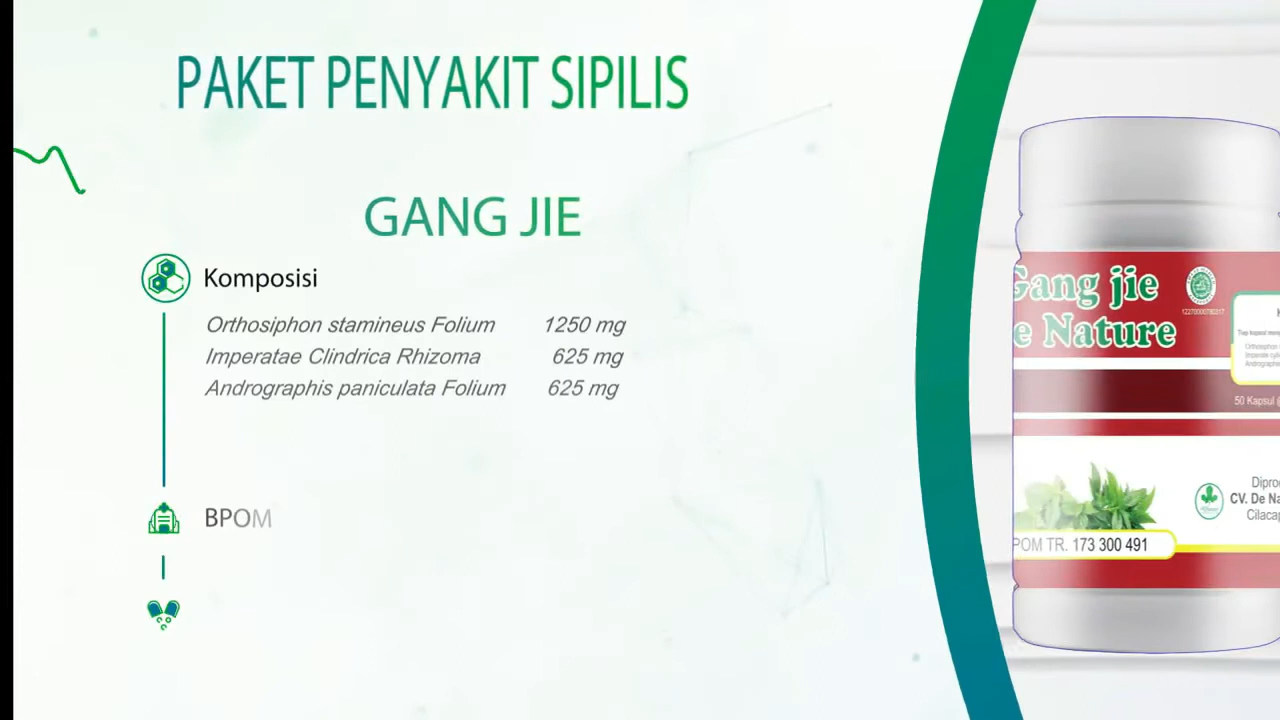 PAKET PENYAKIT SIPILIS
GANG JIE
Komposisi
Orthosiphon stamineus Folium 1250 mg
Imperatae Clindrica Rhizoma 625 mg
Andrographis paniculata Folium 625 mg
BPOM
Gang jie
e Nature
50 Kapsul
Diprod
CV. De Na
Cilacap
POM TR. 173 300 491